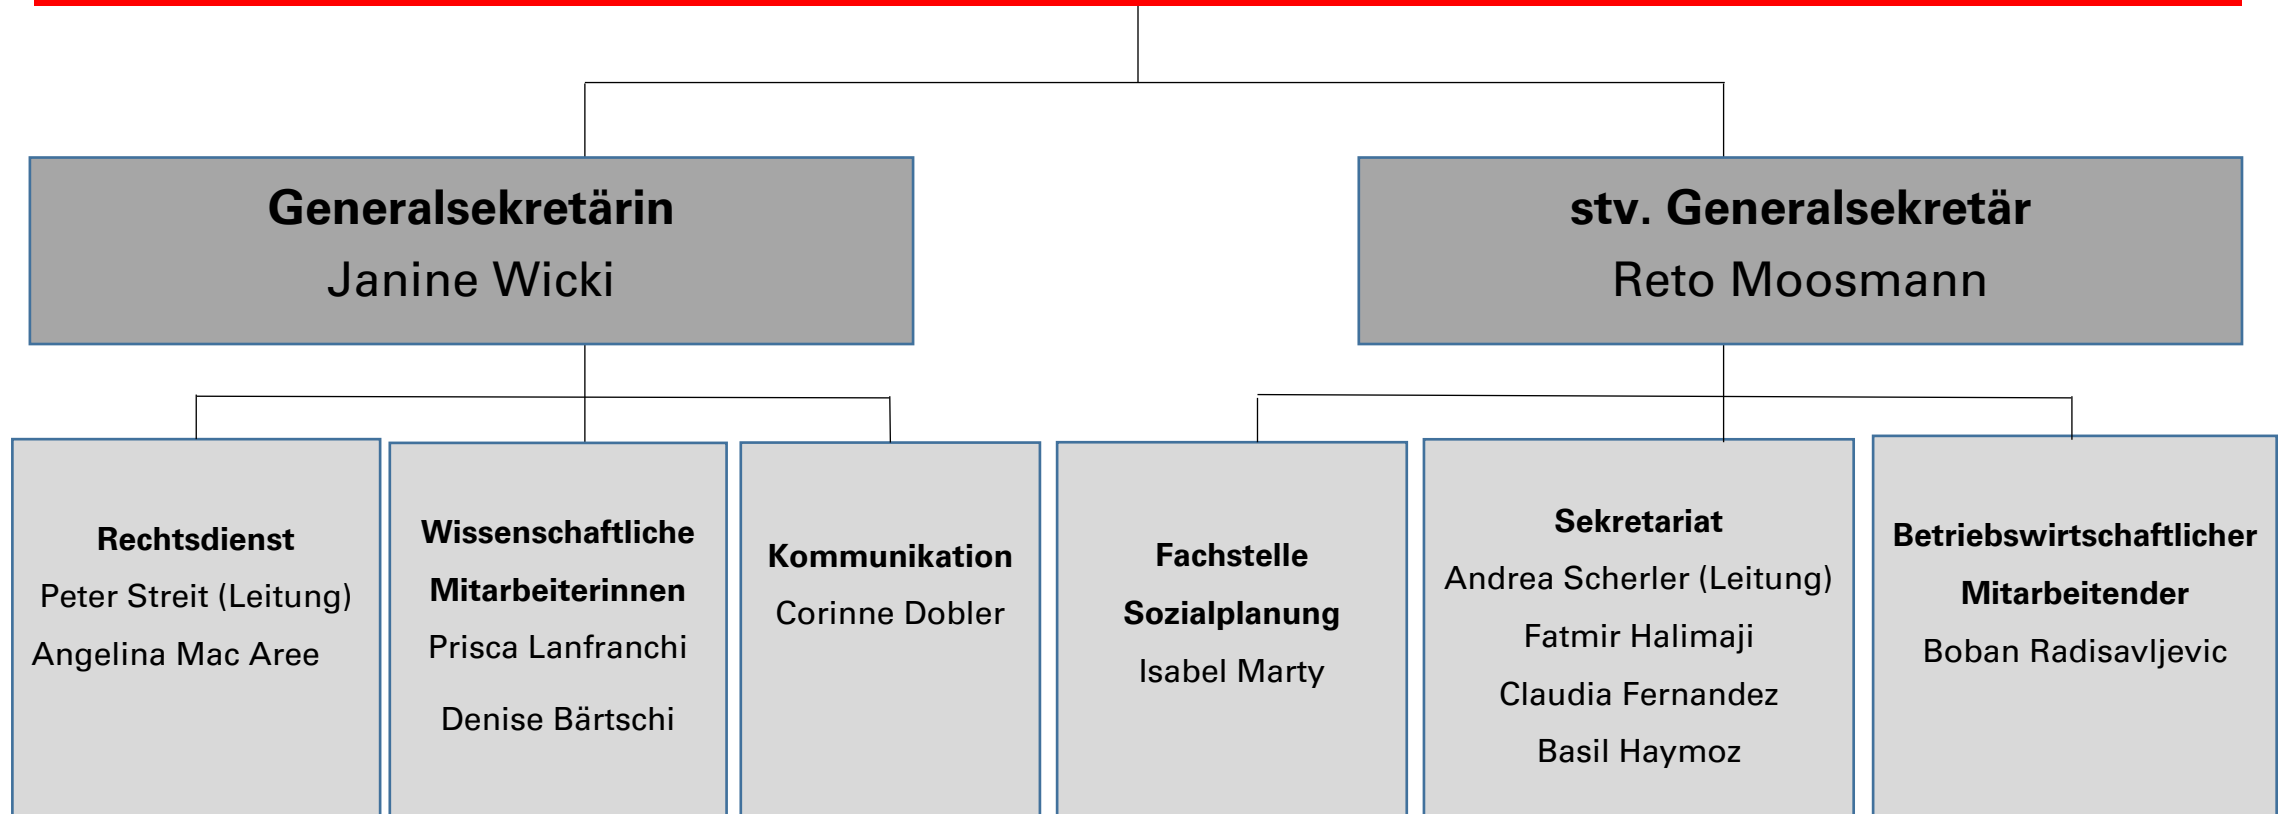 Generalsekretärin
Janine Wicki
stv. Generalsekretär
Reto Moosmann
Rechtsdienst
Peter Streit (Leitung)
Angelina Mac Aree
Wissenschaftliche
Mitarbeiterinnen
Prisca Lanfranchi
Denise Bärtschi
Kommunikation
Corinne Dobler
Fachstelle
Sozialplanung
Isabel Marty
Sekretariat
Andrea Scherler (Leitung)
Fatmir Halimaji
Claudia Fernandez
Basil Haymoz
Betriebswirtschaftlicher
Mitarbeitender
Boban Radisavljevic